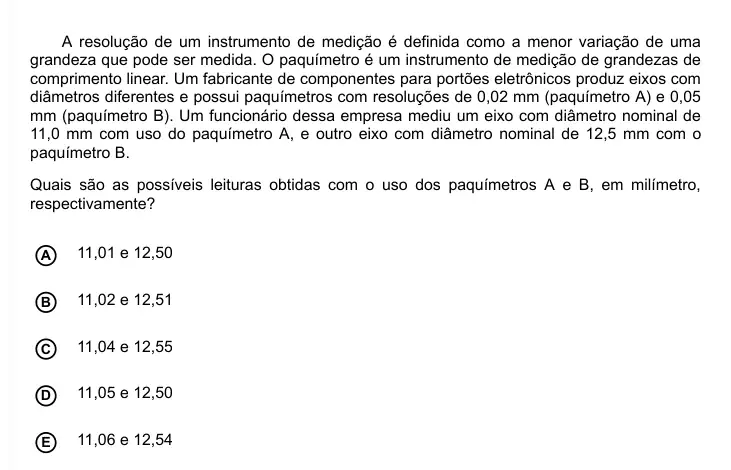 A resolução de um instrumento de medição é definida como a menor variação de uma
grandeza que pode ser medida. O paquímetro é um instrumento de medição de grandezas de
comprimento linear. Um fabricante de componentes para portões eletrônicos produz eixos com
diâmetros diferentes e possui paquímetros com resoluções de 0,02 mm (paquímetro A) e 0,05
mm (paquímetro B). Um funcionário dessa empresa mediu um eixo com diâmetro nominal de
11,0 mm com uso do paquímetro A, e outro eixo com diâmetro nominal de 12,5 mm com o
paquímetro B.
Quais são as possíveis leituras obtidas com o uso dos paquímetros A e B, em milímetro,
respectivamente?
A 11,01 e 12,50
B 11,02 e 12,51
C 11,04 e 12,55
D 11,05 e 12,50
E 11,06 e 12,54